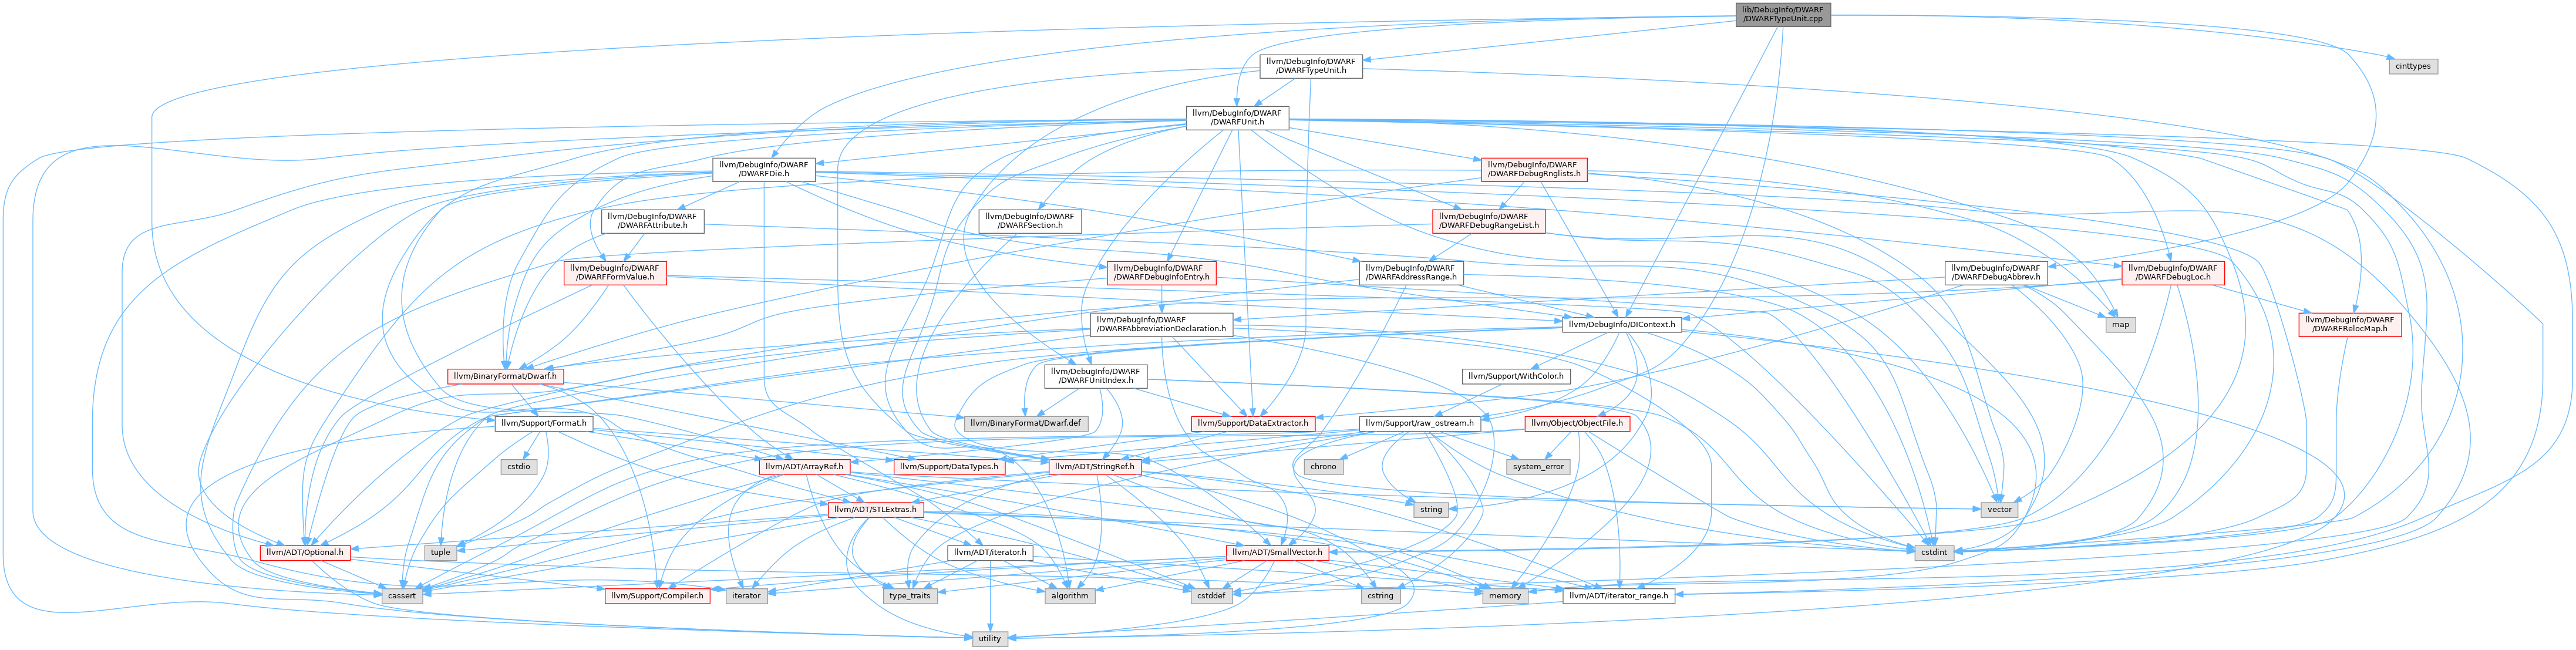 lib/DebugInfo/DWARF
/DWARFTypeUnit.cpp
llvm/DebugInfo/DWARF
/DWARFTypeUnit.h
cinttypes
llvm/DebugInfo/DWARF
/DWARFUnit.h
llvm/DebugInfo/DWARF
/DWARFDie.h
llvm/DebugInfo/DWARF
/DWARFDebugRnglists.h
llvm/DebugInfo/DWARF
/DWARFAttribute.h
llvm/DebugInfo/DWARF
/DWARFSection.h
llvm/DebugInfo/DWARF
/DWARFDebugRangeList.h
llvm/DebugInfo/DWARF
/DWARFFormValue.h
llvm/DebugInfo/DWARF
/DWARFDebugInfoEntry.h
llvm/DebugInfo/DWARF
/DWARFAddressRange.h
llvm/DebugInfo/DWARF
/DWARFDebugAbbrev.h
llvm/DebugInfo/DWARF
/DWARFDebugLoc.h
llvm/DebugInfo/DWARF
/DWARFAbbreviationDeclaration.h
llvm/DebugInfo/DIContext.h
map
llvm/DebugInfo/DWARF
/DWARFRelocMap.h
llvm/BinaryFormat/Dwarf.h
llvm/DebugInfo/DWARF
/DWARFUnitIndex.h
llvm/Support/WithColor.h
llvm/Support/Format.h
llvm/BinaryFormat/Dwarf.def
llvm/Support/DataExtractor.h
llvm/Support/raw_ostream.h
llvm/Object/ObjectFile.h
cstdio
llvm/ADT/ArrayRef.h
llvm/Support/DataTypes.h
llvm/ADT/StringRef.h
chrono
system_error
llvm/ADT/STLExtras.h
string
vector
tuple
llvm/ADT/Optional.h
llvm/ADT/iterator.h
llvm/ADT/SmallVector.h
cstdint
cassert
llvm/Support/Compiler.h
iterator
type_traits
algorithm
cstddef
cstring
memory
llvm/ADT/iterator_range.h
utility